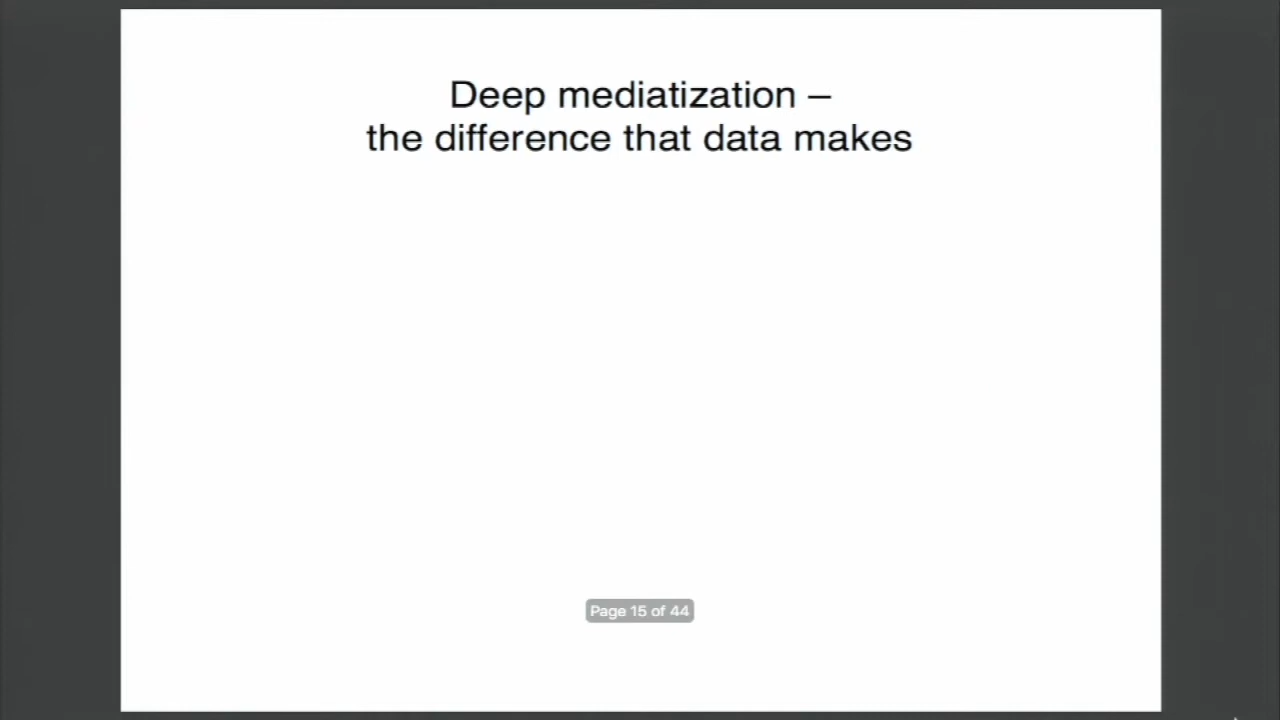 Deep mediatization –
the difference that data makes
Page 15 of 44